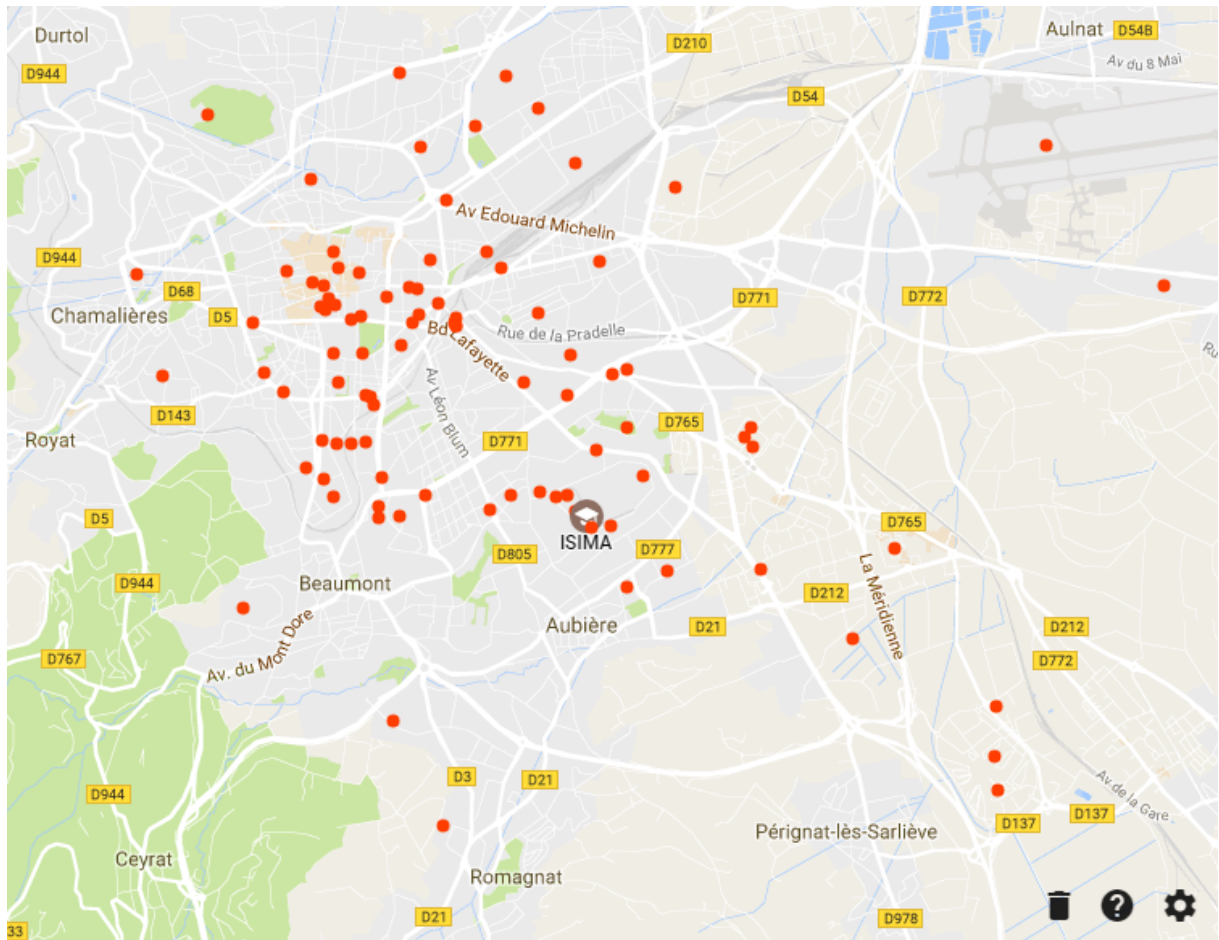 Durtol
D210
Aulnat
D54B
Av du 8 Mai
D944
D54
Av Edouard Michelin
D944
D68
D771
D772
Chamalières
D5
Rue de la Pradelle
Bd Lafayette
Ru
Av Léon Blum
D143
D765
Royat
D771
D5
D765
ISIMA
D805
D777
Beaumont
D944
La Méridienne
D212
Aubière
D21
D212
Av. du Mont Dore
D767
D772
D3
D21
D944
Av de la Gare
D137
D137
Pérignat-lès-Sarliève
Ceyrat
Romagnat
D21
D978
33
?